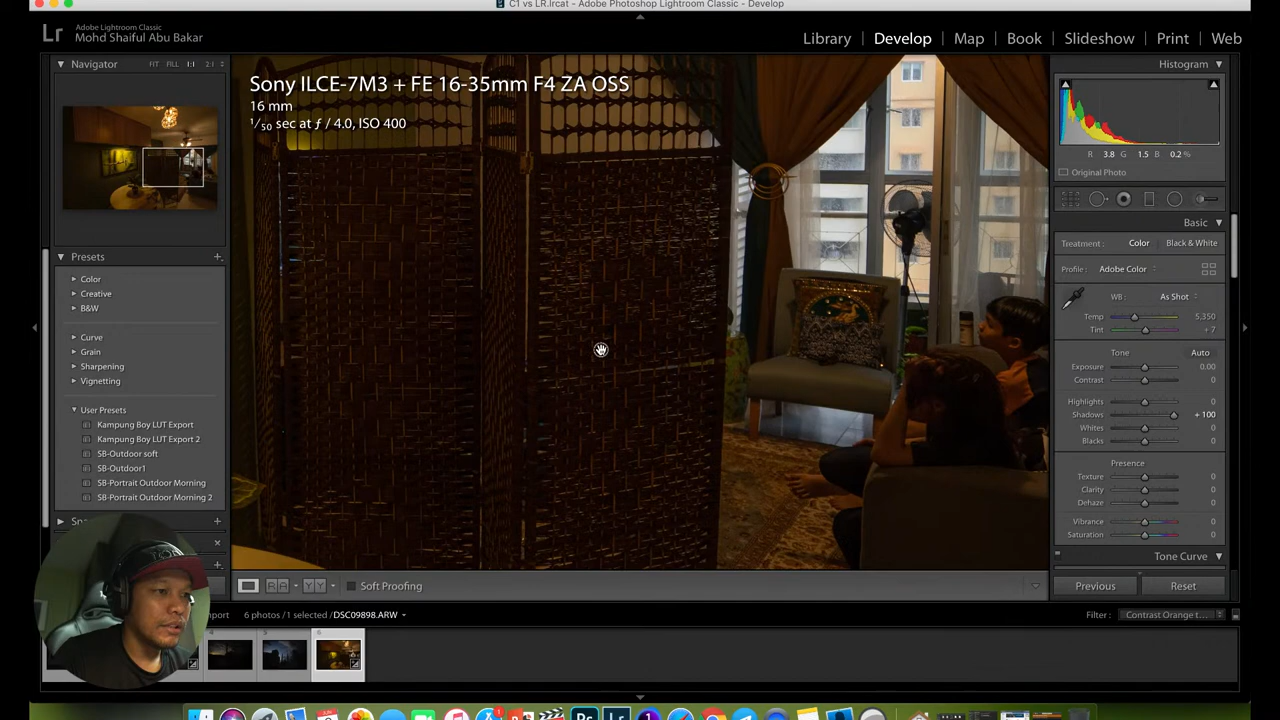 C1 vs LR.lrcat - Adobe Photoshop Lightroom Classic - Develop
Lr
Adobe Lightroom Classic
Mohd Shaiful Abu Bakar
Library | Develop | Map | Book | Slideshow | Print | Web
Navigator FIT FILL 1:1 2:1
Sony ILCE-7M3 + FE 16-35mm F4 ZA OSS
16 mm
1/50 sec at ƒ / 4.0, ISO 400
Presets +
Color
Creative
B&W
Curve
Grain
Sharpening
Vignetting
User Presets
Kampung Boy LUT Export
Kampung Boy LUT Export 2
SB-Outdoor soft
SB-Outdoor1
SB-Portrait Outdoor Morning
SB-Portrait Outdoor Morning 2
+
Histogram
R 3.8 G 1.5 B 0.2 %
Original Photo
Basic
Treatment : Color Black & White
Profile : Adobe Color
WB : As Shot
Temp 5,350
Tint + 7
Tone Auto
Exposure 0.00
Contrast 0
Highlights 0
Shadows + 100
Whites 0
Blacks 0
Presence
Texture 0
Clarity 0
Dehaze 0
Vibrance 0
Saturation 0
Tone Curve
Previous Reset
Soft Proofing
6 photos / 1 selected / DSC09898.ARW
Filter : Contrast Orange t...
4 5 6
Ps Lr 1